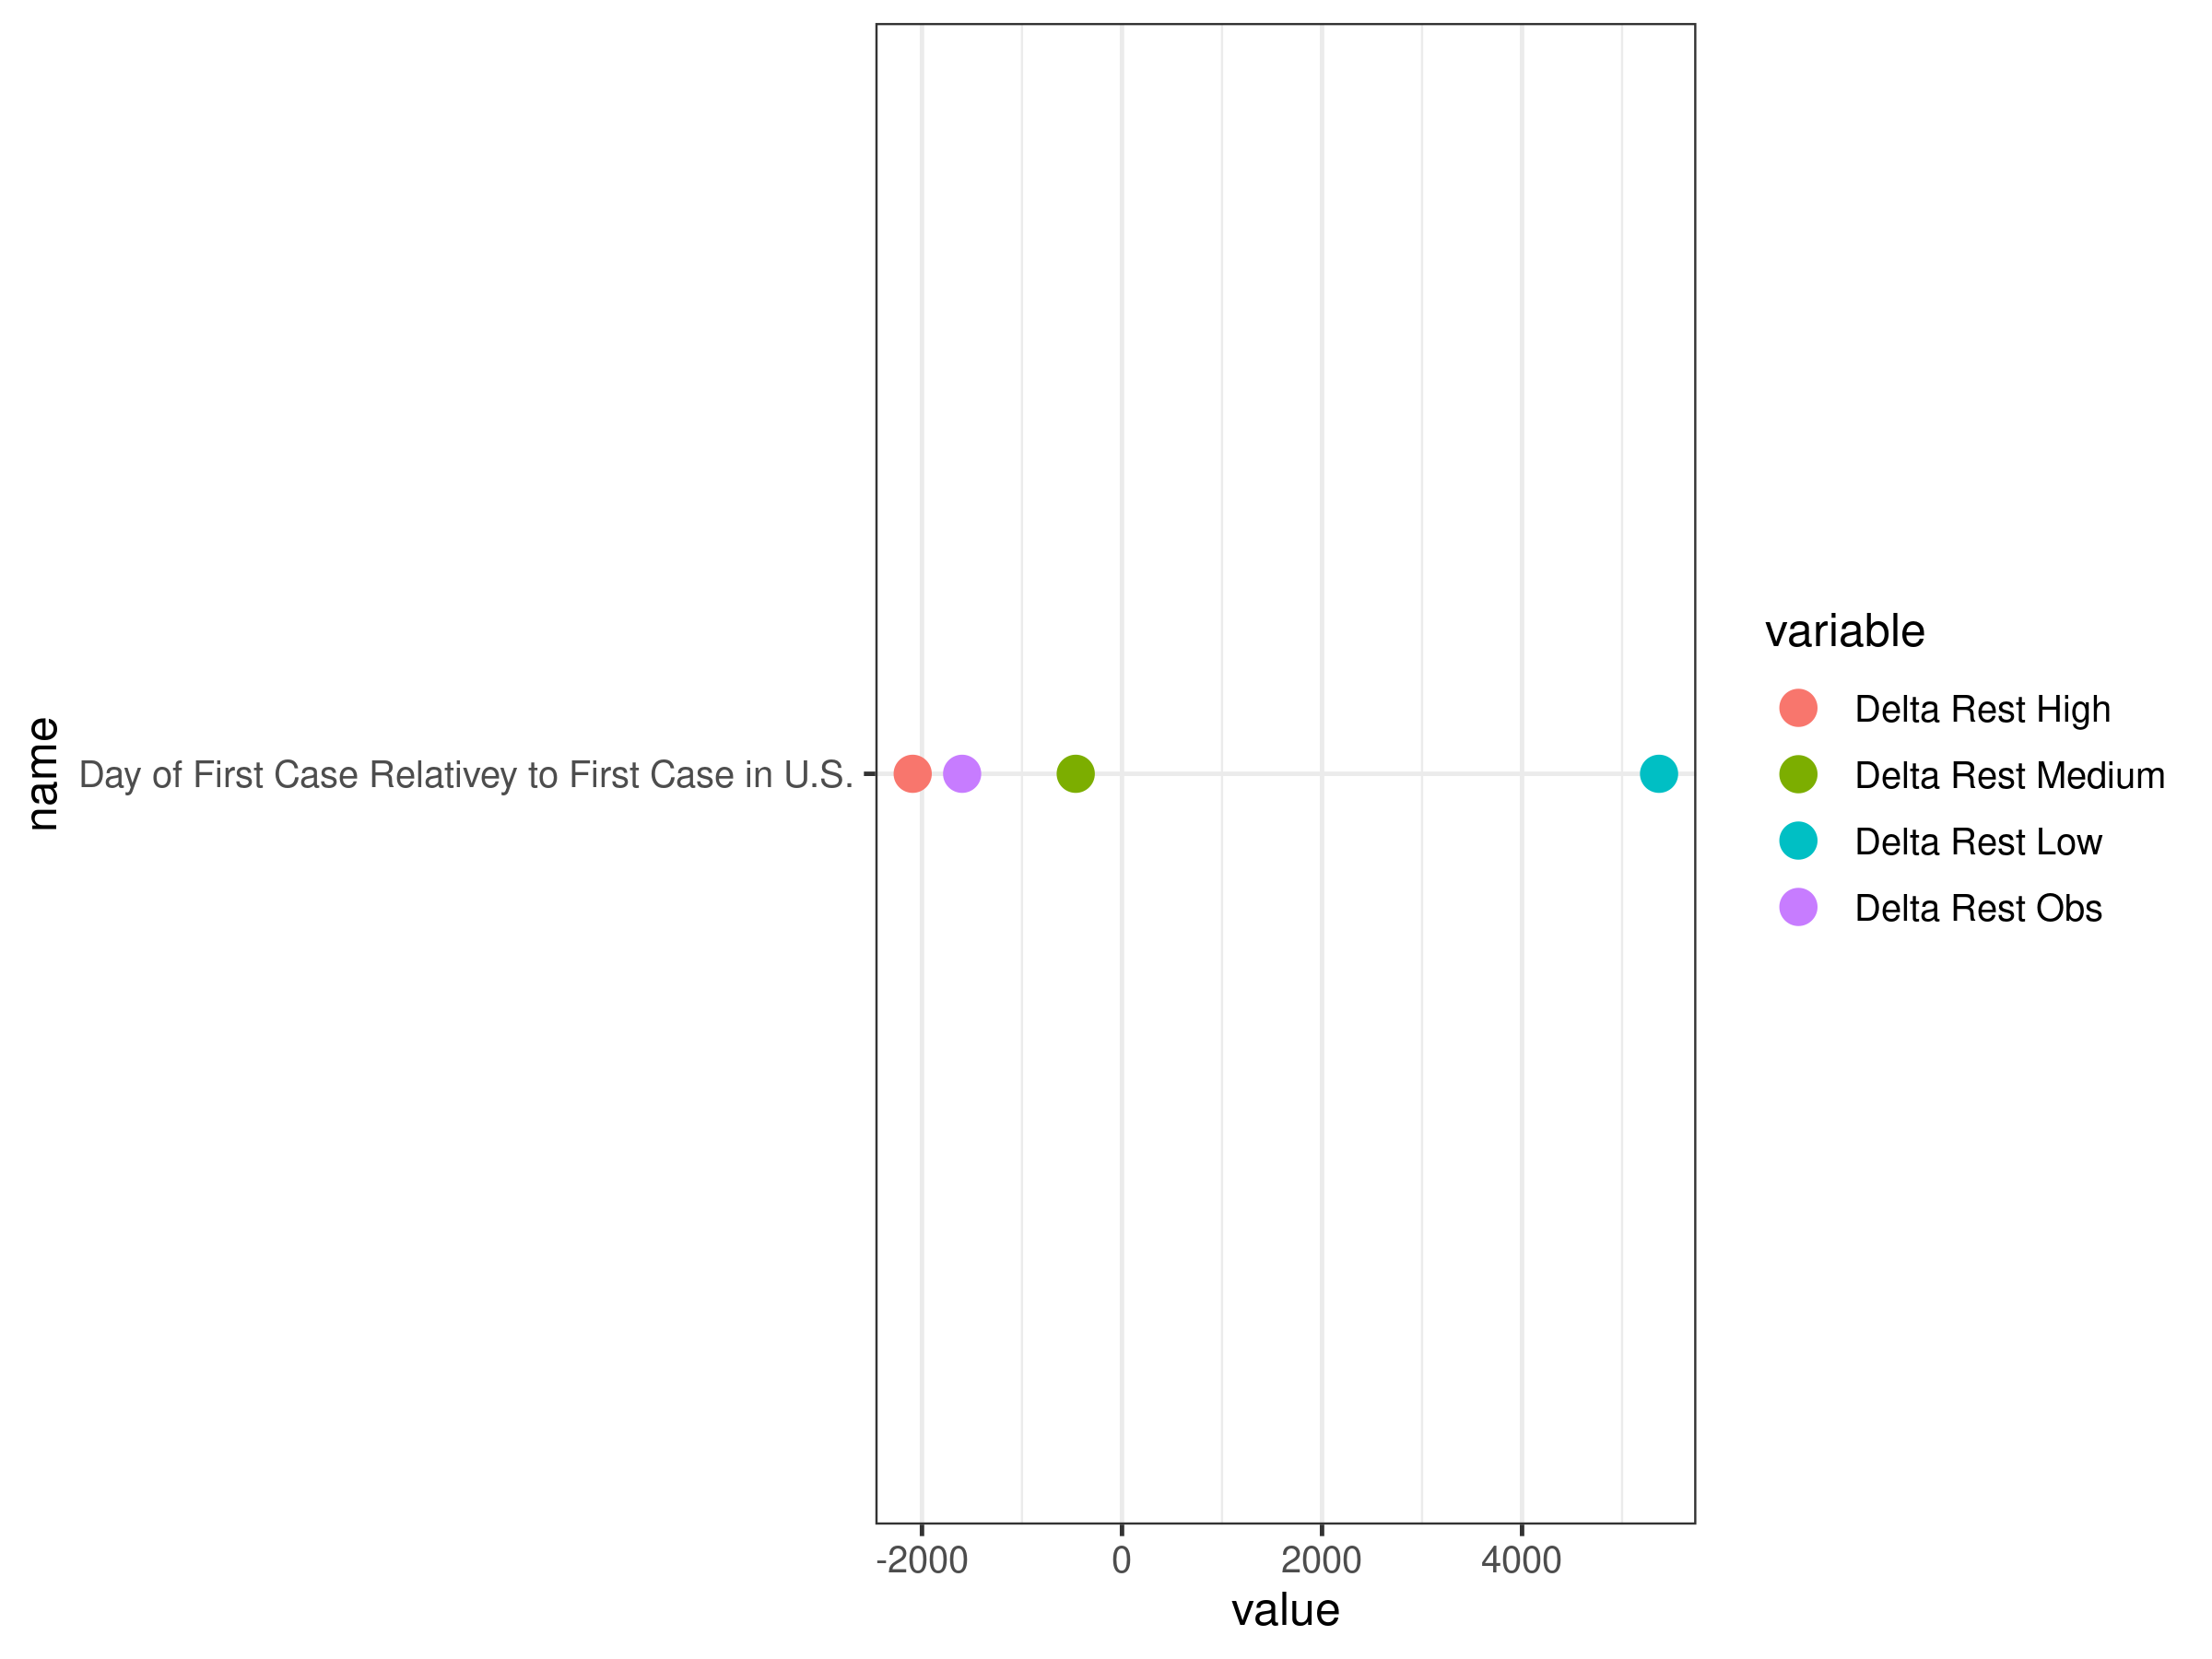 name
Day of First Case Relativey to First Case in U.S.
-2000
0
2000
4000
value
variable
Delta Rest High
Delta Rest Medium
Delta Rest Low
Delta Rest Obs